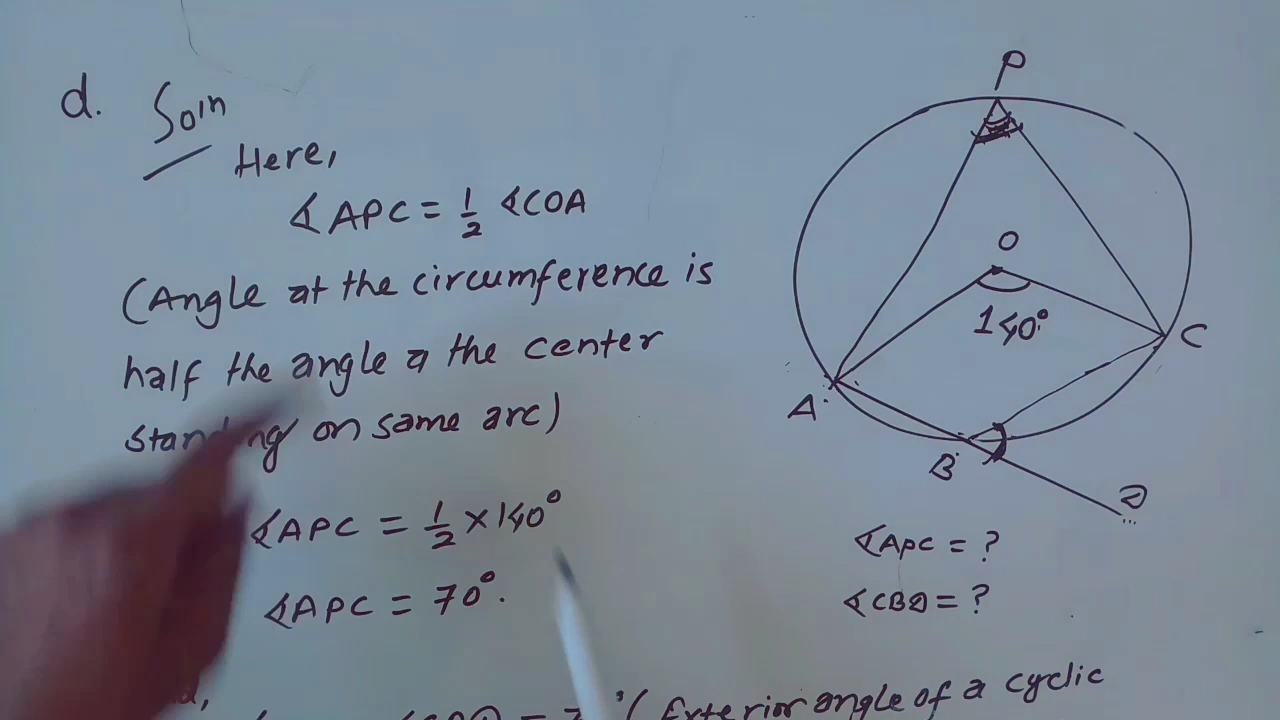 d. Soln
Here,
∢APC = 1/2 ∢COA
(Angle at the circumference is
half the angle a the center
standing on same arc)
∢APC = 1/2 × 140°
∢APC = 70°.
(Exterior angle of a cyclic
P
O
140°
A
C
B
D
∢APC = ?
∢CBD = ?